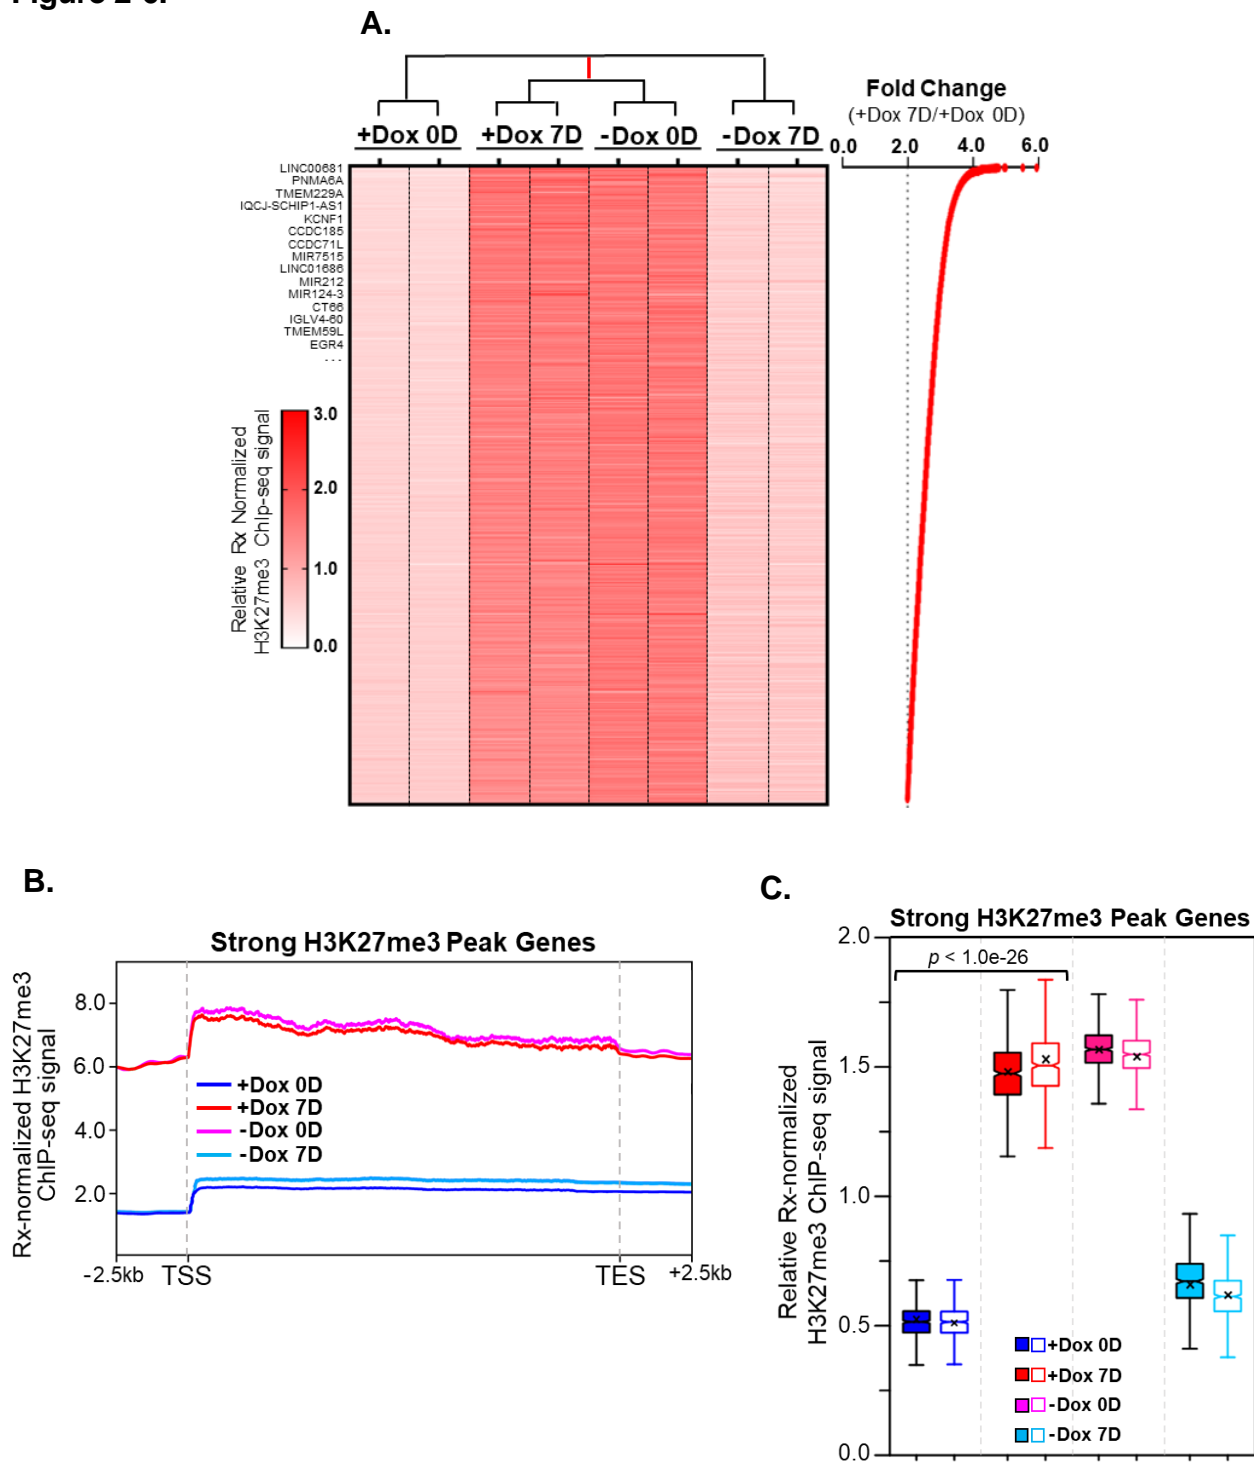 Figure 2-3.
A.
Fold Change
(+Dox 7D/+Dox 0D)
+Dox 0D +Dox 7D -Dox 0D -Dox 7D
0.0 2.0 4.0 6.0
LINC00681
PNMA6A
TMEM229A
IQCJ-SCHIP1-AS1
KCNF1
CCDC185
CCDC71L
MIR7515
LINC01686
MIR212
MIR124-3
CT66
IGLV4-60
TMEM59L
EGR4
...
Relative Rx Normalized
H3K27me3 ChIp-seq signal
3.0
2.0
1.0
0.0
B.
Strong H3K27me3 Peak Genes
Rx-normalized H3K27me3
ChIP-seq signal
8.0
6.0
4.0
2.0
+Dox 0D
+Dox 7D
-Dox 0D
-Dox 7D
-2.5kb TSS TES +2.5kb
C.
Strong H3K27me3 Peak Genes
Relative Rx-normalized
H3K27me3 ChIP-seq signal
2.0
1.5
1.0
0.5
0.0
p < 1.0e-26
+Dox 0D
+Dox 7D
-Dox 0D
-Dox 7D